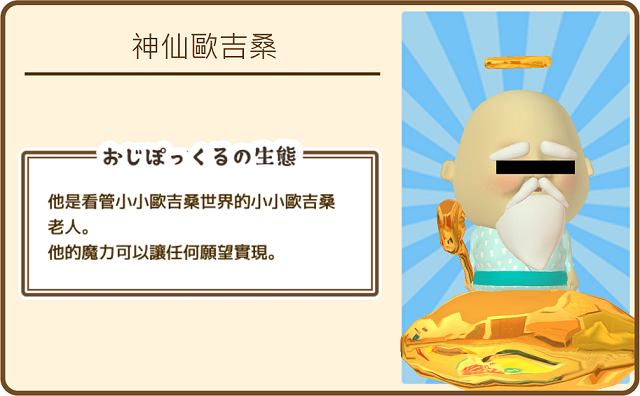 神仙歐吉桑
おじぽっくるの生態
他是看管小小歐吉桑世界的小小歐吉桑
老人。
他的魔力可以讓任何願望實現。